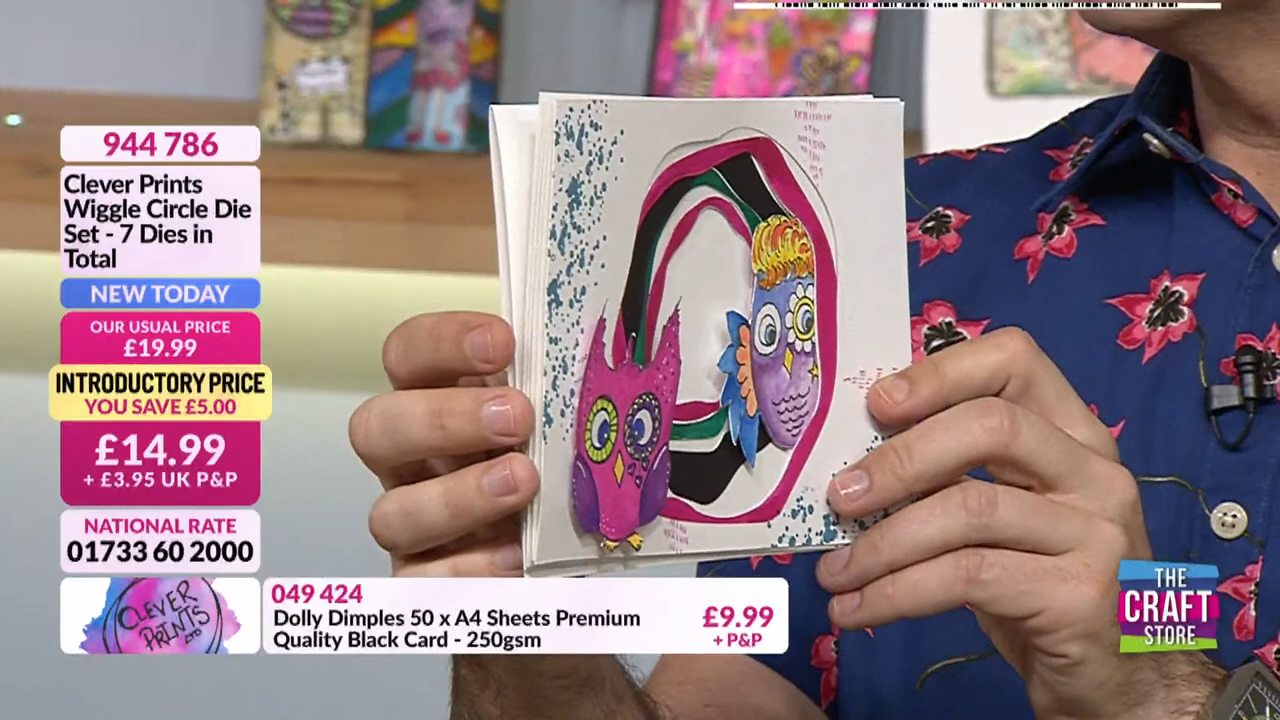 944 786
Clever Prints
Wiggle Circle Die
Set - 7 Dies in
Total
NEW TODAY
OUR USUAL PRICE
£19.99
INTRODUCTORY PRICE
YOU SAVE £5.00
£14.99
+ £3.95 UK P&P
NATIONAL RATE
01733 60 2000
CLEVER
PRINTS
LTD
049 424
Dolly Dimples 50 x A4 Sheets Premium
Quality Black Card - 250gsm
£9.99
+ P&P
THE
CRAFT
STORE